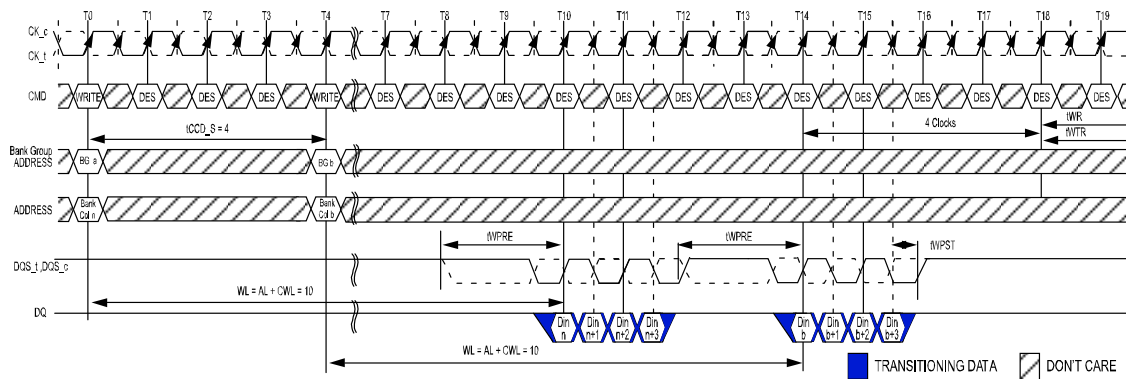 T0 T1 T2 T3 T4 T7 T8 T9 T10 T11 T12 T13 T14 T15 T16 T17 T18 T19
CK_c
CK_t
CMD WRITE DES DES DES WRITE DES DES DES DES DES DES DES DES DES DES DES DES DES
tCCD_S = 4 4 Clocks tWR
tWTR
Bank Group
ADDRESS BG a BG b
ADDRESS Bank Col n Bank Col b
tWPRE tWPRE tWPST
DQS_t ,DQS_c
WL = AL + CWL = 10
DQ Din n Din n+1 Din n+2 Din n+3 Din b Din b+1 Din b+2 Din b+3
WL = AL + CWL = 10
TRANSITIONING DATA DON'T CARE